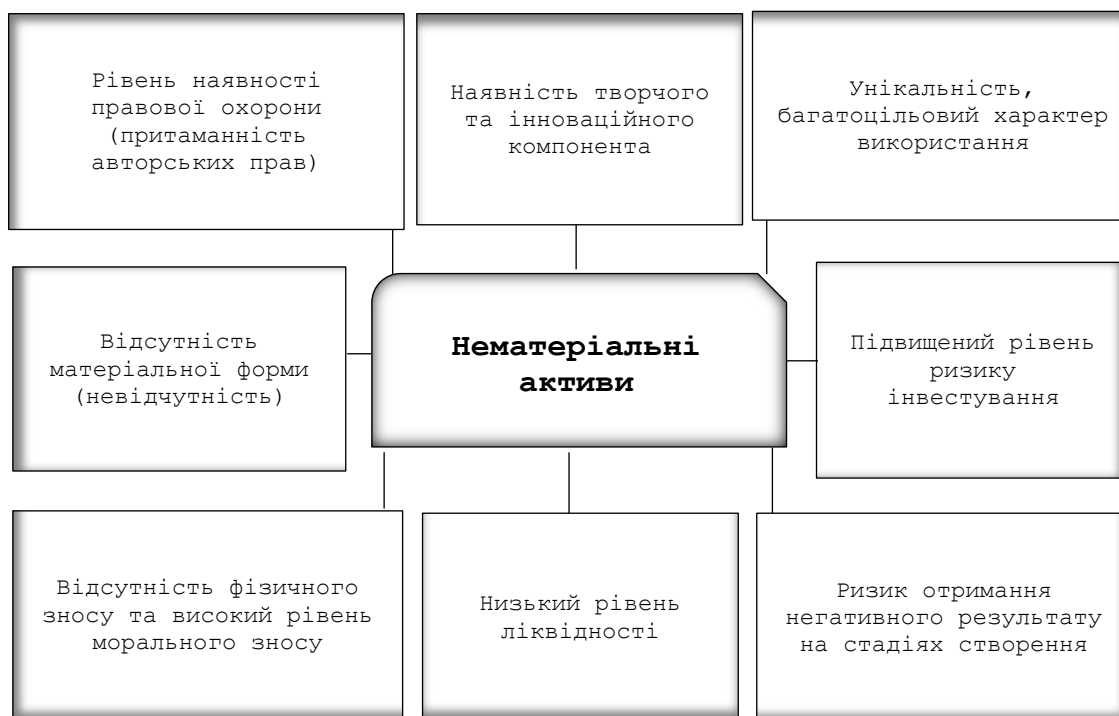 Рівень наявності
правової охорони
(притаманність
авторських прав)
Наявність творчого
та інноваційного
компонента
Унікальність,
багатоцільовий характер
використання
Відсутність
матеріальної форми
(невідчутність)
Нематеріальні
активи
Підвищений рівень
ризику
інвестування
Відсутність фізичного
зносу та високий рівень
морального зносу
Низький рівень
ліквідності
Ризик отримання
негативного результату
на стадіях створення